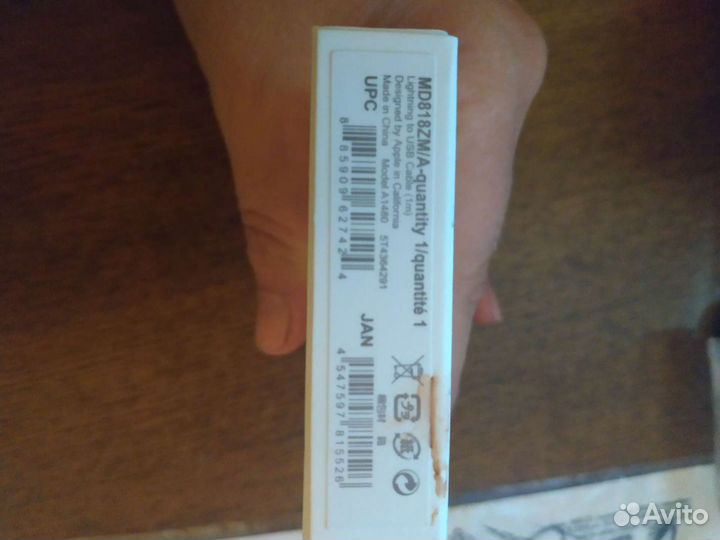 MD818ZM/A-quantity 1/quantité 1
Lightning to USB Cable (1m)
Designed by Apple in California
Made in China Model A1480 5T4364291
UPC
8 85909 62742 4
JAN
4 547597 815526
Avito